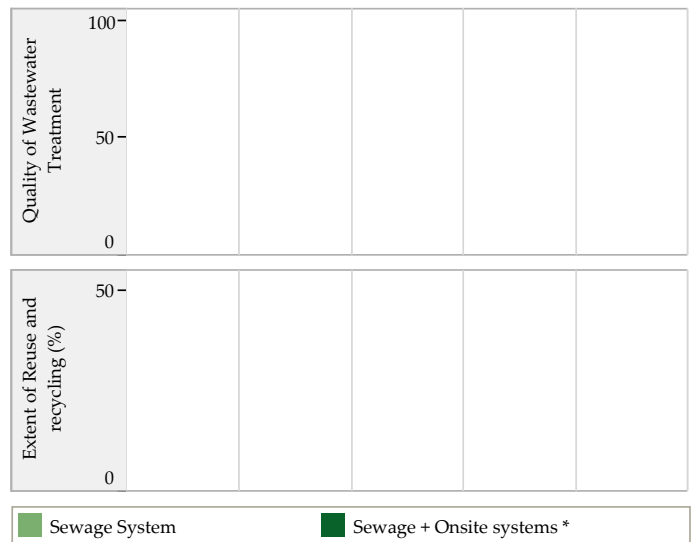 Quality of Wastewater
Treatment
100
50
0
Extent of Reuse and
recycling (%)
50
0
Sewage System
Sewage + Onsite systems *